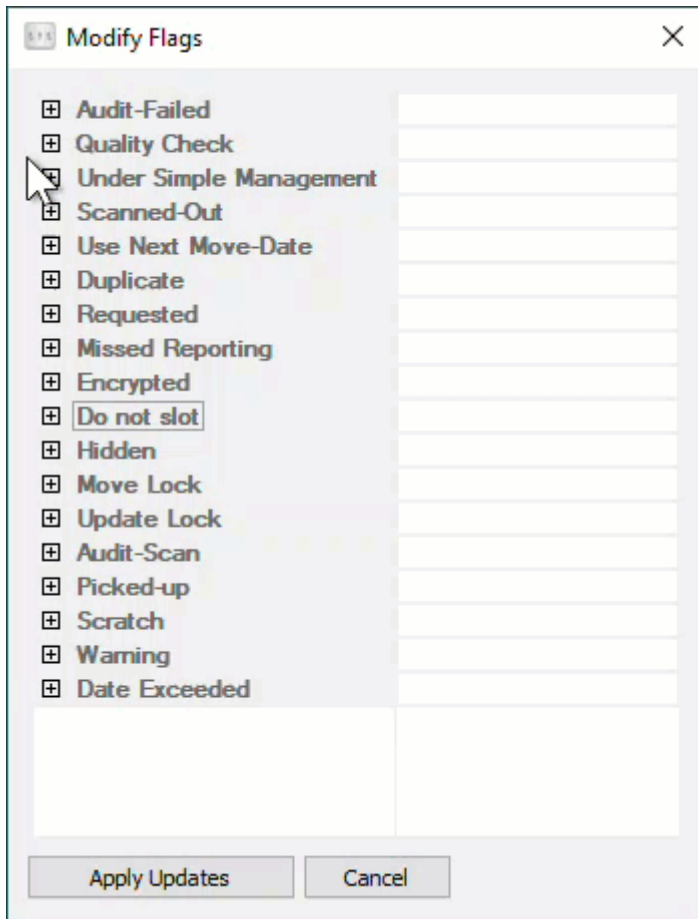 Modify Flags
Audit-Failed
Quality Check
Under Simple Management
Scanned-Out
Use Next Move-Date
Duplicate
Requested
Missed Reporting
Encrypted
Do not slot
Hidden
Move Lock
Update Lock
Audit-Scan
Picked-up
Scratch
Warning
Date Exceeded
Apply Updates Cancel